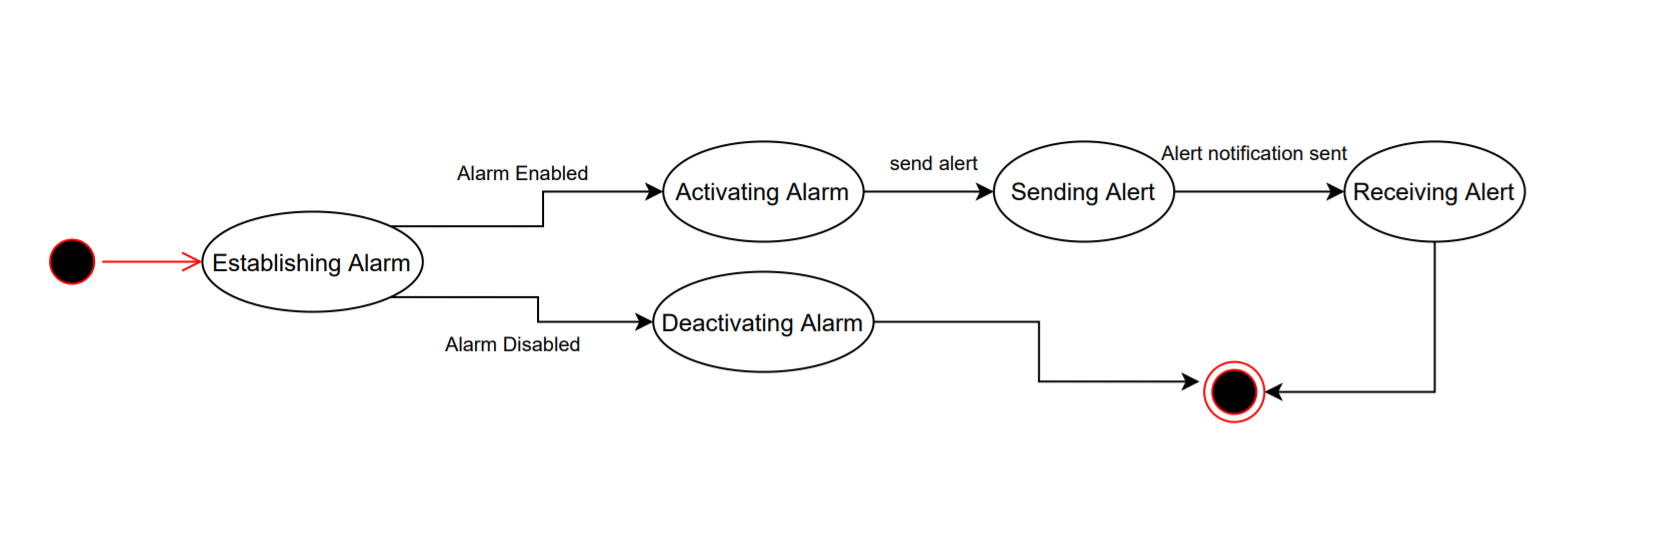 Alarm Enabled
Activating Alarm
send alert
Sending Alert
Alert notification sent
Receiving Alert
Establishing Alarm
Alarm Disabled
Deactivating Alarm